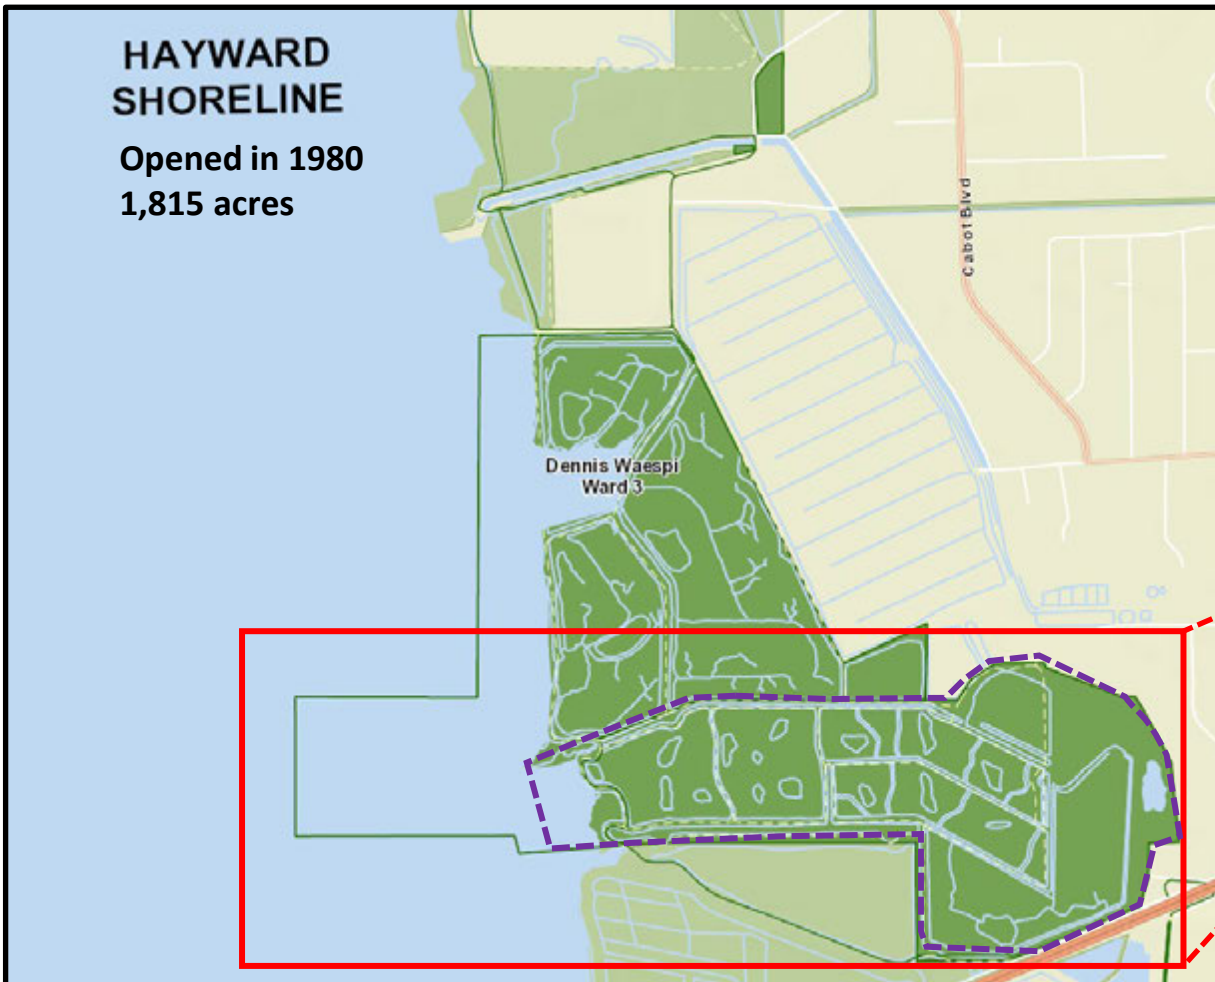 HAYWARD
SHORELINE
Opened in 1980
1,815 acres
Cabot Blvd
Dennis Waespi
Ward 3